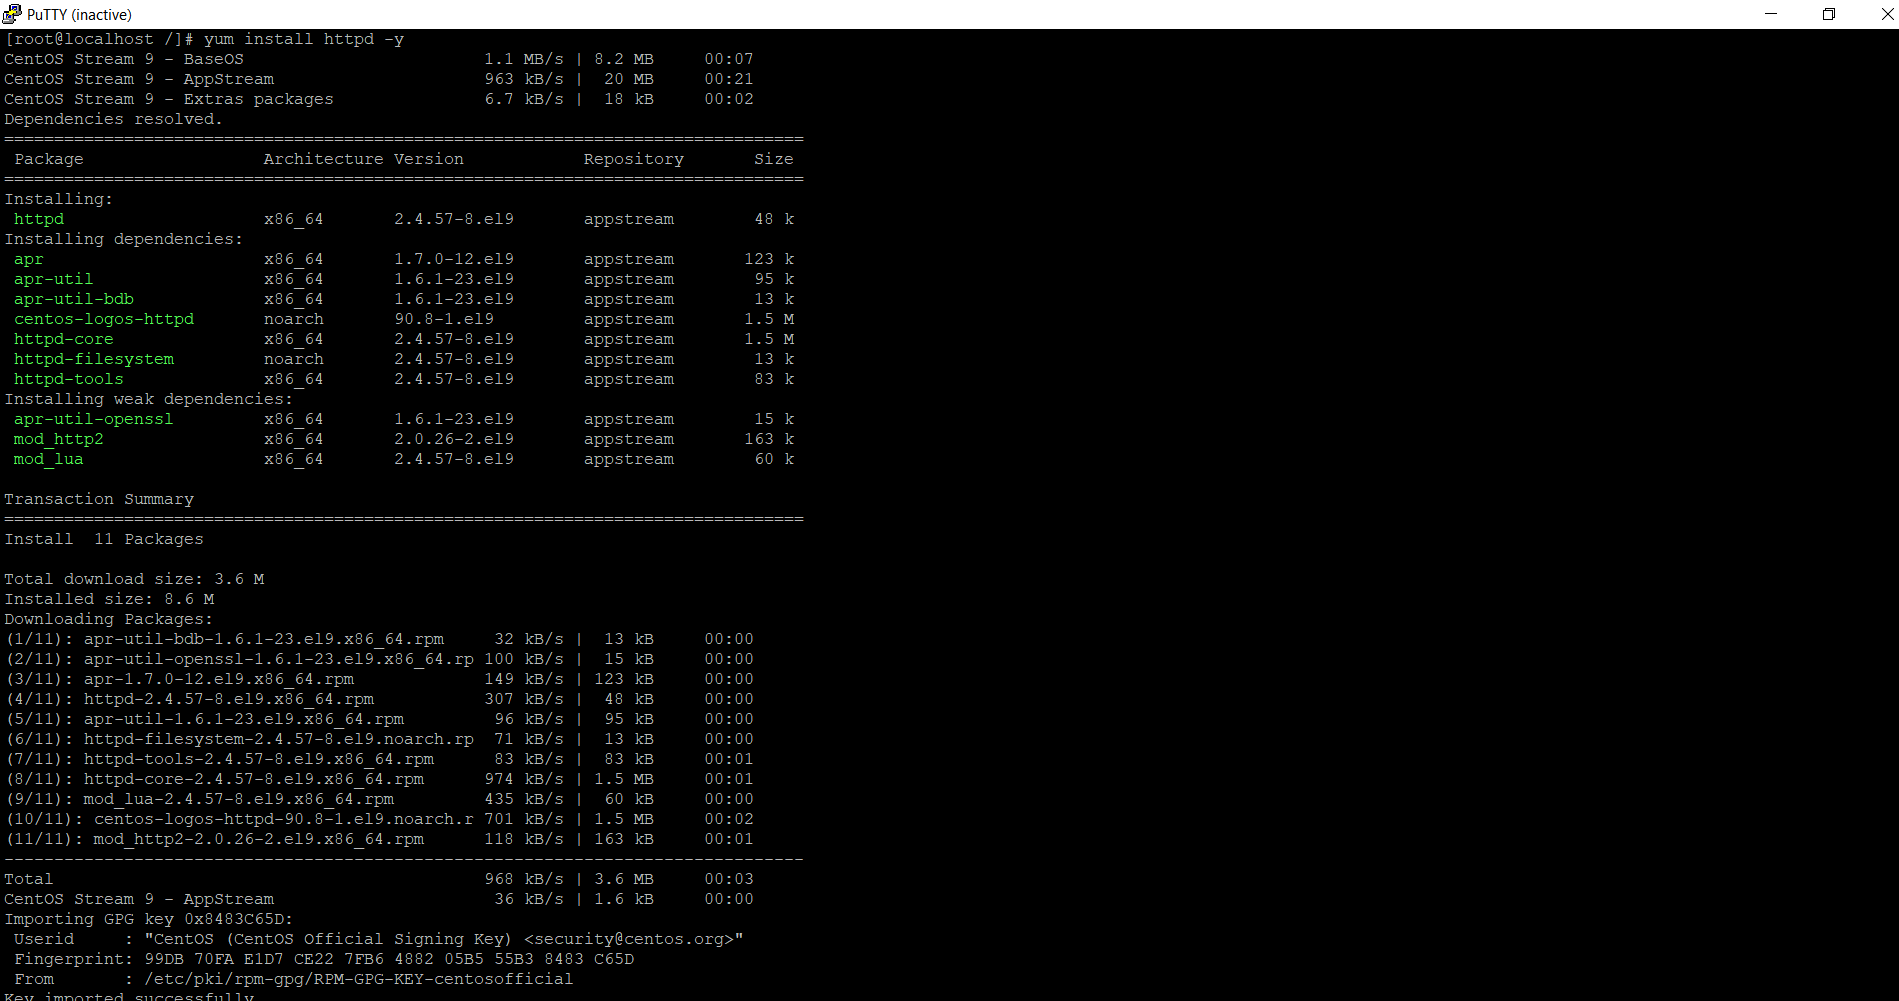 PuTTY (inactive)
[root@localhost /]# yum install httpd -y
CentOS Stream 9 - BaseOS                        1.1 MB/s | 8.2 MB     00:07
CentOS Stream 9 - AppStream                     963 kB/s |  20 MB     00:21
CentOS Stream 9 - Extras packages               6.7 kB/s |  18 kB     00:02
Dependencies resolved.
================================================================================
 Package                  Architecture Version            Repository       Size
================================================================================
Installing:
 httpd                    x86_64       2.4.57-8.el9       appstream        48 k
Installing dependencies:
 apr                      x86_64       1.7.0-12.el9       appstream       123 k
 apr-util                 x86_64       1.6.1-23.el9       appstream        95 k
 apr-util-bdb             x86_64       1.6.1-23.el9       appstream        13 k
 centos-logos-httpd       noarch       90.8-1.el9         appstream       1.5 M
 httpd-core               x86_64       2.4.57-8.el9       appstream       1.5 M
 httpd-filesystem         noarch       2.4.57-8.el9       appstream        13 k
 httpd-tools              x86_64       2.4.57-8.el9       appstream        83 k
Installing weak dependencies:
 apr-util-openssl         x86_64       1.6.1-23.el9       appstream        15 k
 mod_http2                x86_64       2.0.26-2.el9       appstream       163 k
 mod_lua                  x86_64       2.4.57-8.el9       appstream        60 k
Transaction Summary
================================================================================
Install  11 Packages
Total download size: 3.6 M
Installed size: 8.6 M
Downloading Packages:
(1/11): apr-util-bdb-1.6.1-23.el9.x86_64.rpm     32 kB/s |  13 kB     00:00
(2/11): apr-util-openssl-1.6.1-23.el9.x86_64.rp 100 kB/s |  15 kB     00:00
(3/11): apr-1.7.0-12.el9.x86_64.rpm             149 kB/s | 123 kB     00:00
(4/11): httpd-2.4.57-8.el9.x86_64.rpm           307 kB/s |  48 kB     00:00
(5/11): apr-util-1.6.1-23.el9.x86_64.rpm         96 kB/s |  95 kB     00:00
(6/11): httpd-filesystem-2.4.57-8.el9.noarch.rp  71 kB/s |  13 kB     00:00
(7/11): httpd-tools-2.4.57-8.el9.x86_64.rpm      83 kB/s |  83 kB     00:01
(8/11): httpd-core-2.4.57-8.el9.x86_64.rpm      974 kB/s | 1.5 MB     00:01
(9/11): mod_lua-2.4.57-8.el9.x86_64.rpm         435 kB/s |  60 kB     00:00
(10/11): centos-logos-httpd-90.8-1.el9.noarch.r 701 kB/s | 1.5 MB     00:02
(11/11): mod_http2-2.0.26-2.el9.x86_64.rpm      118 kB/s | 163 kB     00:01
--------------------------------------------------------------------------------
Total                                           968 kB/s | 3.6 MB     00:03
CentOS Stream 9 - AppStream                      36 kB/s | 1.6 kB     00:00
Importing GPG key 0x8483C65D:
 Userid     : "CentOS (CentOS Official Signing Key) <security@centos.org>"
 Fingerprint: 99DB 70FA E1D7 CE22 7FB6 4882 05B5 55B3 8483 C65D
 From       : /etc/pki/rpm-gpg/RPM-GPG-KEY-centosofficial
Key imported successfully